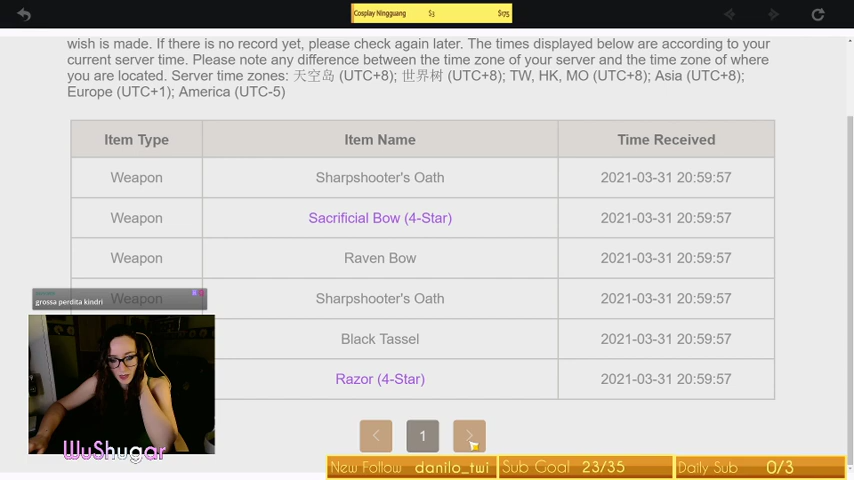 Cosplay Ningguang $3 $175
wish is made. If there is no record yet, please check again later. The times displayed below are according to your
current server time. Please note any difference between the time zone of your server and the time zone of where
you are located. Server time zones: 天空岛 (UTC+8); 世界树 (UTC+8); TW, HK, MO (UTC+8); Asia (UTC+8);
Europe (UTC+1); America (UTC-5)
Item Type Item Name Time Received
Weapon Sharpshooter's Oath 2021-03-31 20:59:57
Weapon Sacrificial Bow (4-Star) 2021-03-31 20:59:57
Weapon Raven Bow 2021-03-31 20:59:57
Weapon Sharpshooter's Oath 2021-03-31 20:59:57
grossa perdita kindri
Black Tassel 2021-03-31 20:59:57
Razor (4-Star) 2021-03-31 20:59:57
1
WuShugar
New Follow danilo_twi Sub Goal 23/35 Daily Sub 0/3